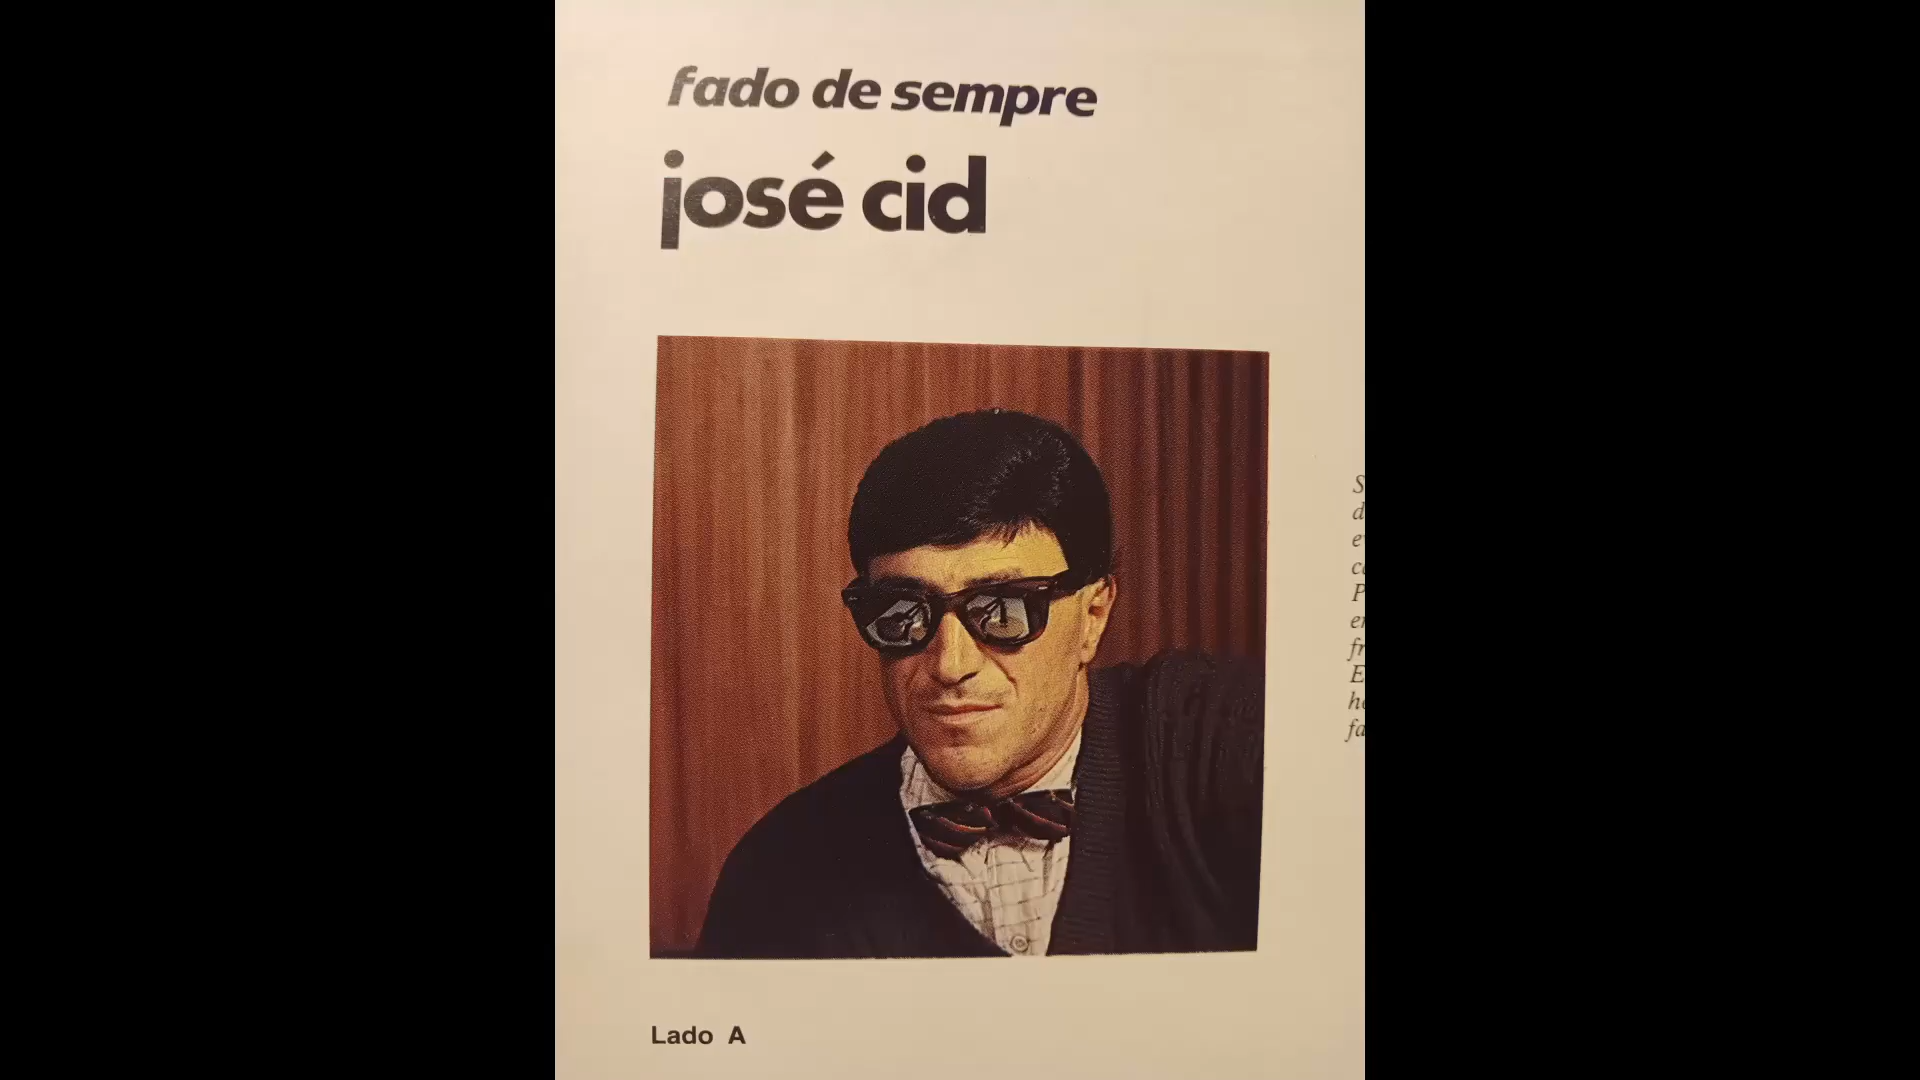 fado de sempre
josé cid
Lado A